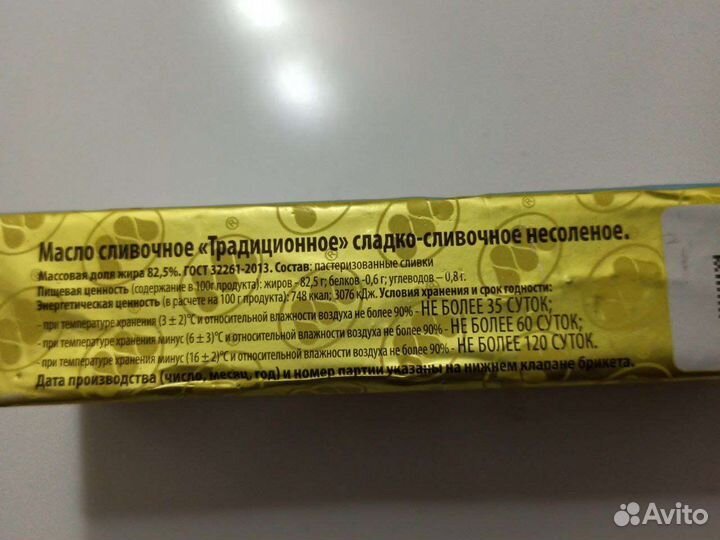 Масло сливочное «Традиционное» сладко-сливочное несоленое.
Массовая доля жира 82,5%. ГОСТ 32261-2013. Состав: пастеризованные сливки
Пищевая ценность (содержание в 100г продукта): жиров - 82,5 г; белков -0,6 г; углеводов – 0,8 г.
Энергетическая ценность (в расчете на 100 г продукта): 748 ккал; 3076 кДж. Условия хранения и срок годности:
- при температуре хранения (3 ± 2)°С и относительной влажности воздуха не более 90% - НЕ БОЛЕЕ 35 СУТОК;
- при температуре хранения минус (6 ± 3)°С и относительной влажности воздуха не более 90% - НЕ БОЛЕЕ 60 СУТОК;
- при температуре хранения минус (16 ± 2)°С и относительной влажности воздуха не более 90% - НЕ БОЛЕЕ 120 СУТОК.
Дата производства (число, месяц, год) и номер партии указаны на нижнем клапане брикета.
Avito